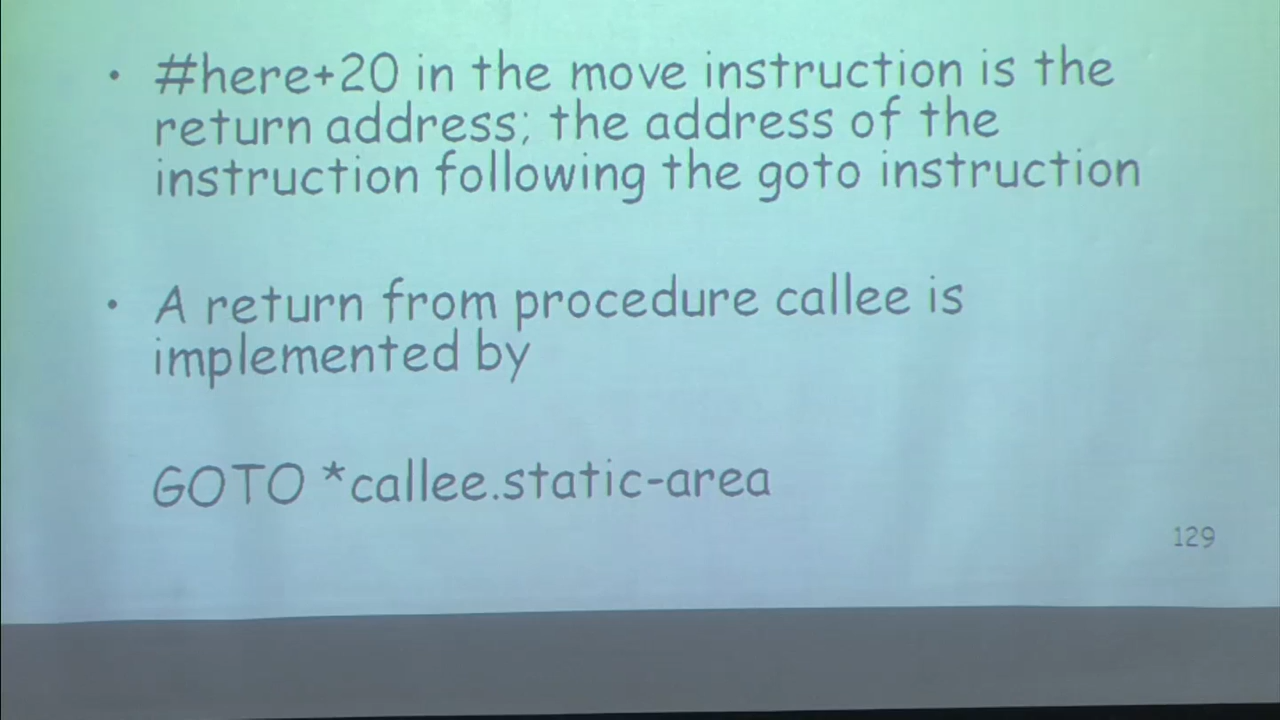 • #here+20 in the move instruction is the
return address; the address of the
instruction following the goto instruction
• A return from procedure callee is
implemented by
GOTO *callee.static-area
129